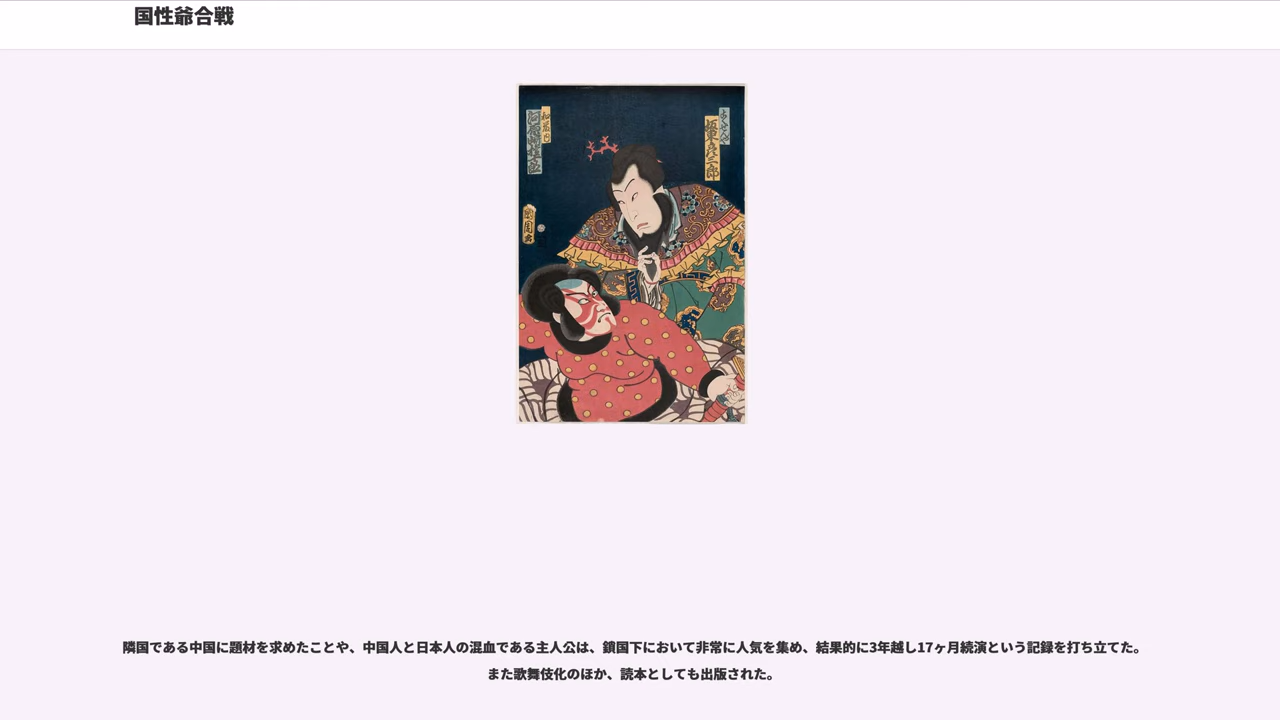 国性爺合戦
隣国である中国に題材を求めたことや、中国人と日本人の混血である主人公は、鎖国下において非常に人気を集め、結果的に3年越し17ヶ月続演という記録を打ち立てた。
また歌舞伎化のほか、読本としても出版された。